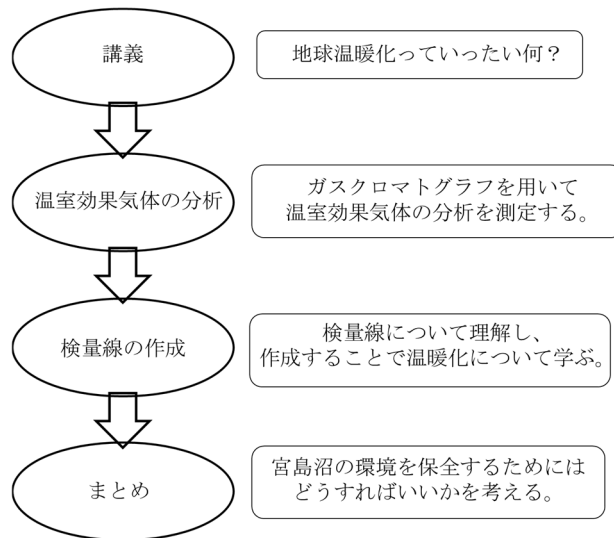 講義
地球温暖化っていったい何？
温室効果気体の分析
ガスクロマトグラフを用いて
温室効果気体の分析を測定する。
検量線の作成
検量線について理解し、
作成することで温暖化について学ぶ。
まとめ
宮島沼の環境を保全するためには
どうすればいいかを考える。